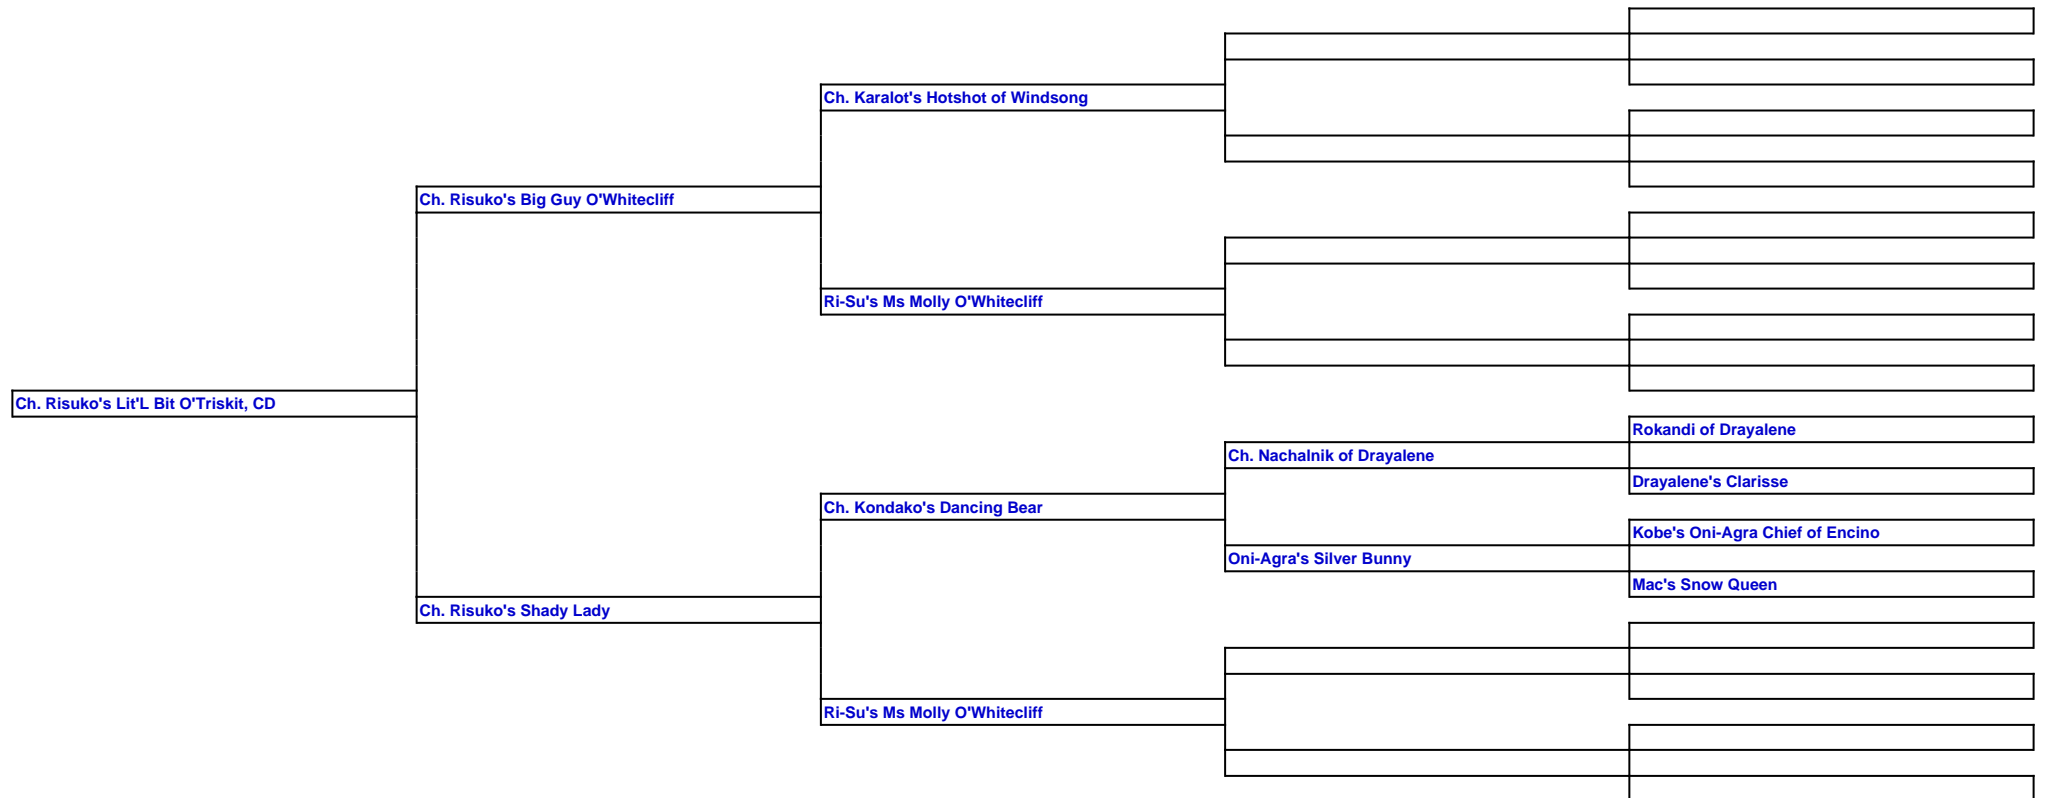 Ch. Karalot's Hotshot of Windsong
Ch. Risuko's Big Guy O'Whitecliff
Ri-Su's Ms Molly O'Whitecliff
Ch. Risuko's Lit'L Bit O'Triskit, CD
Rokandi of Drayalene
Ch. Nachalnik of Drayalene
Drayalene's Clarisse
Ch. Kondako's Dancing Bear
Kobe's Oni-Agra Chief of Encino
Oni-Agra's Silver Bunny
Mac's Snow Queen
Ch. Risuko's Shady Lady
Ri-Su's Ms Molly O'Whitecliff